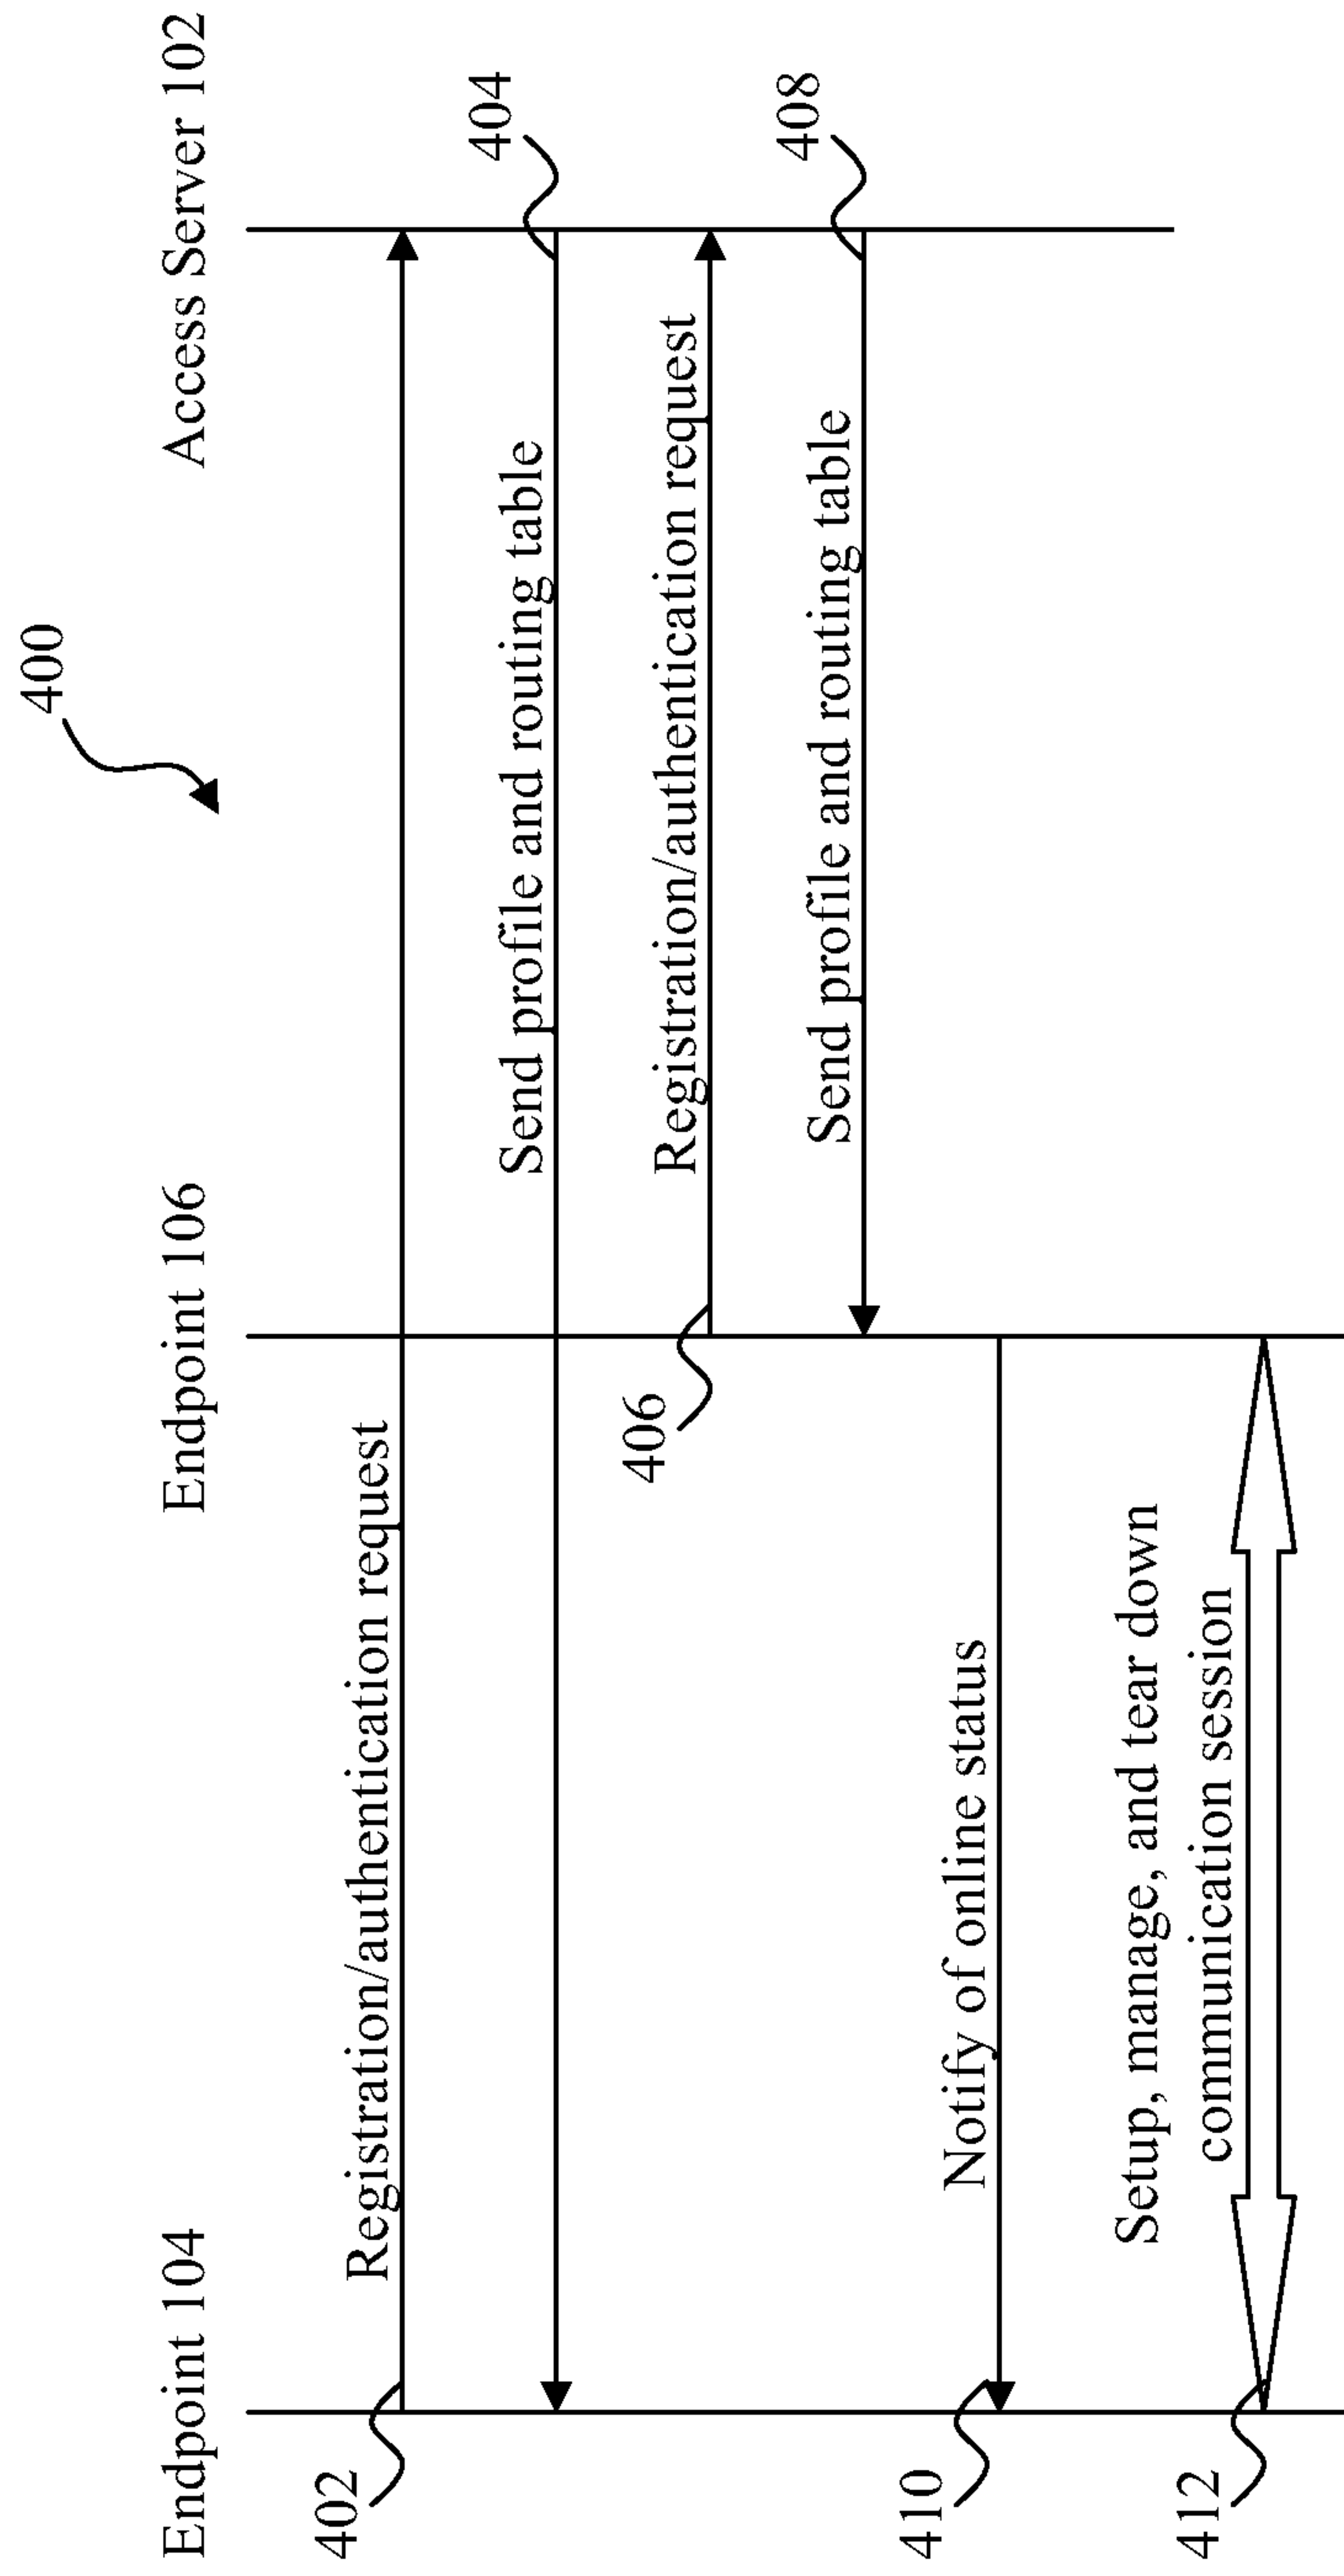 400
Endpoint 104
Endpoint 106
Access Server 102
402
Registration/authentication request
404
Send profile and routing table
406
Registration/authentication request
408
Send profile and routing table
410
Notify of online status
412
Setup, manage, and tear down
communication session